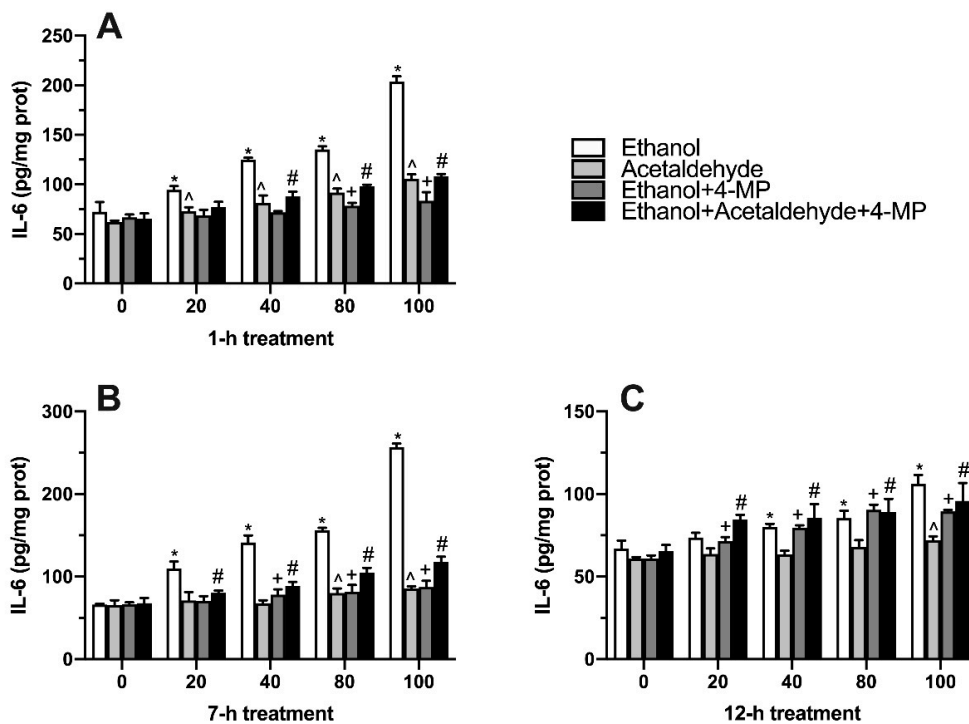 A
IL-6 (pg/mg prot)
250
200
150
100
50
0
* ^
* ^ #
* ^ + #
* ^ + #
0 20 40 80 100
1-h treatment
Ethanol
Acetaldehyde
Ethanol+4-MP
Ethanol+Acetaldehyde+4-MP
B
IL-6 (pg/mg prot)
300
200
100
0
* #
* + #
* ^ + #
* ^ + #
0 20 40 80 100
7-h treatment
C
IL-6 (pg/mg prot)
150
100
50
0
+ #
* + #
* + #
* ^ + #
0 20 40 80 100
12-h treatment